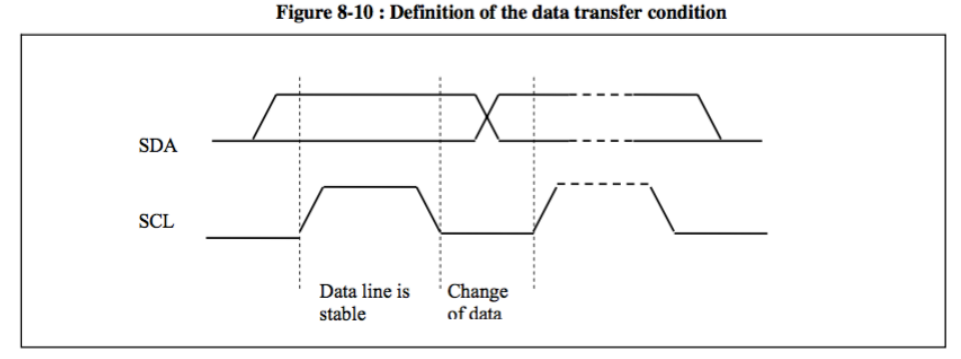 Figure 8-10 : Definition of the data transfer condition
SDA
SCL
Data line is
stable
Change
of data